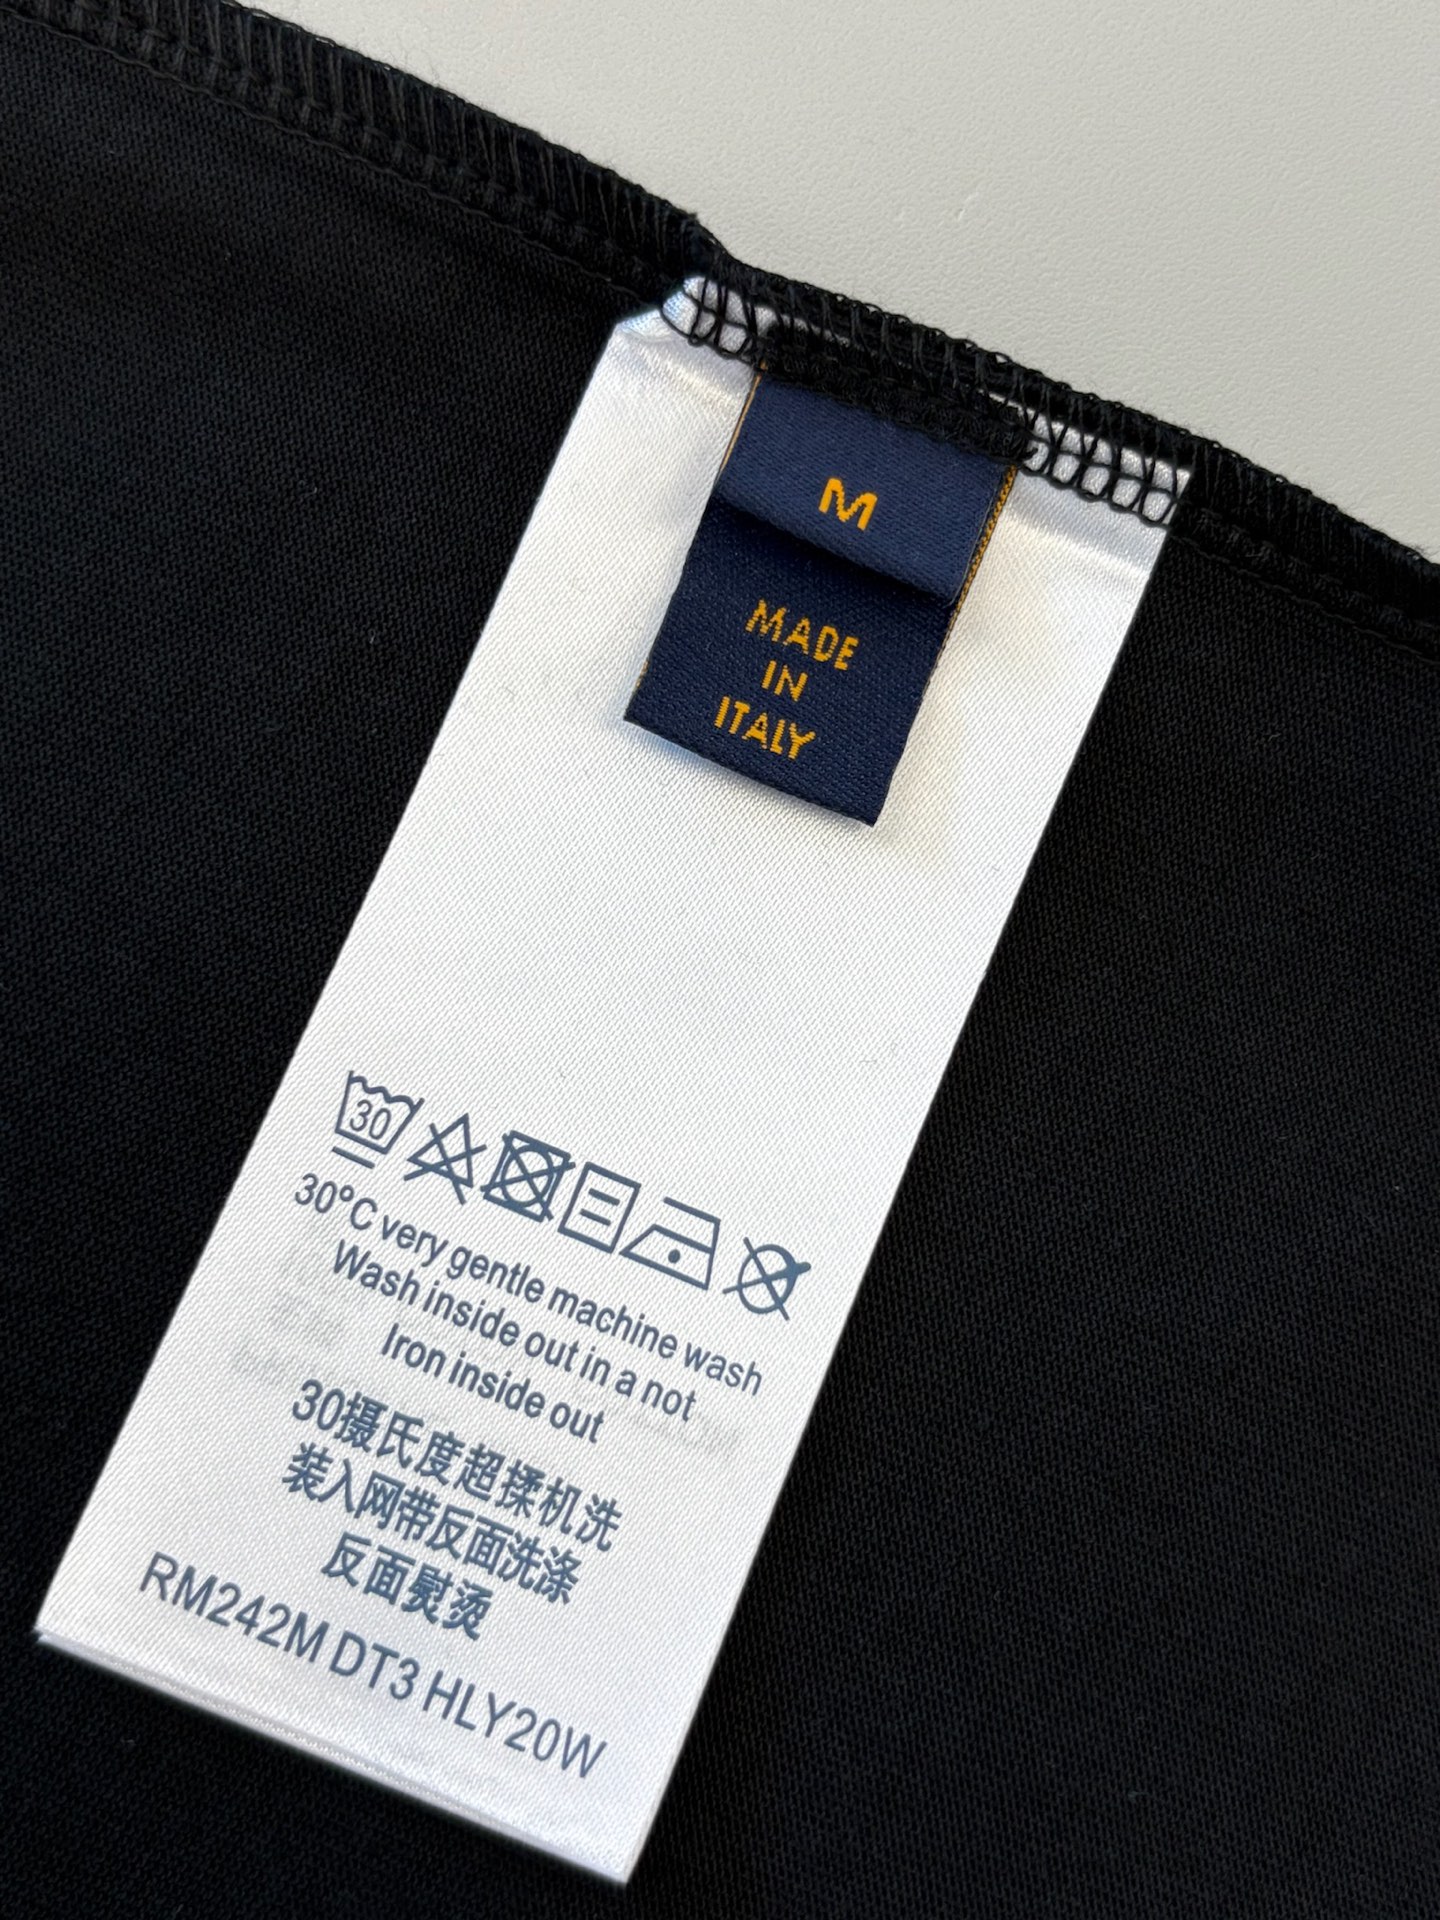 M
MADE
IN
ITALY
30
30°C very gentle machine wash
Wash inside out in a not
Iron inside out
30摄氏度超揉机洗
装入网带反面洗涤
反面熨烫
RM242M DT3 HLY20W